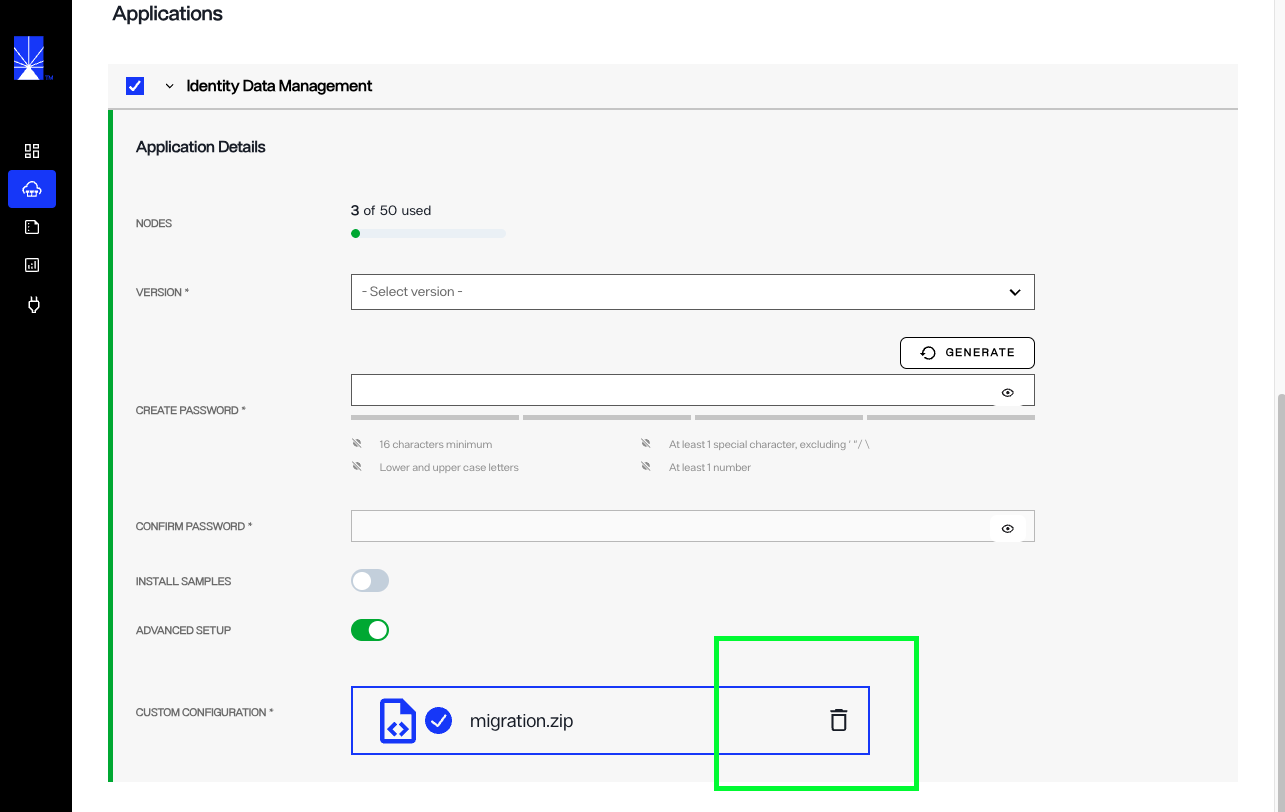 Applications
TM
Identity Data Management
Application Details
NODES
3 of 50 used
VERSION *
- Select version -
GENERATE
CREATE PASSWORD *
16 characters minimum
At least 1 special character, excluding ' "/ \
Lower and upper case letters
At least 1 number
CONFIRM PASSWORD *
INSTALL SAMPLES
ADVANCED SETUP
CUSTOM CONFIGURATION *
migration.zip